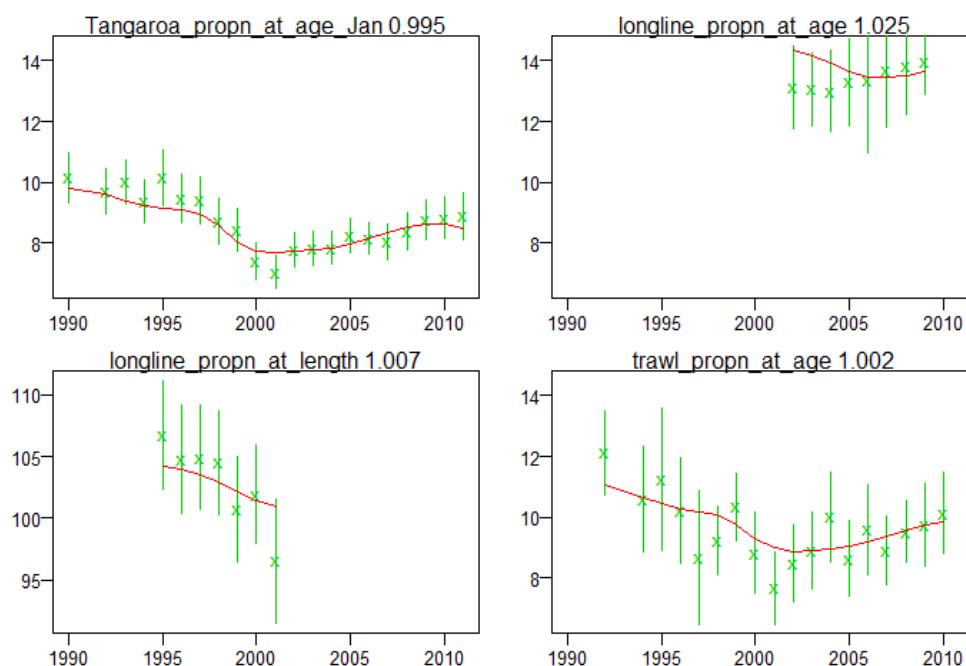 Tangaroa_propn_at_age_Jan 0.995
14
12
10
8
1990 1995 2000 2005 2010
longline_propn_at_age 1.025
14
12
10
8
1990 1995 2000 2005 2010
longline_propn_at_length 1.007
110
105
100
95
1990 1995 2000 2005 2010
trawl_propn_at_age 1.002
14
12
10
8
1990 1995 2000 2005 2010